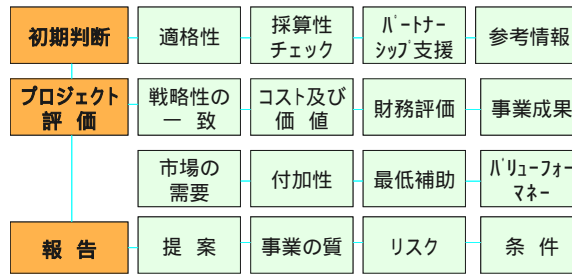 初期判断
適格性
採算性
チェック
ﾊﾟｰﾄﾅｰ
ｼｯﾌﾟ支援
参考情報
プロジェクト
評 価
戦略性の
一 致
コスト及び
価 値
財務評価
事業成果
市場の
需要
付加性
最低補助
ﾊﾞﾘｭｰﾌｫｰ
ﾏﾈｰ
報 告
提 案
事業の質
リスク
条 件